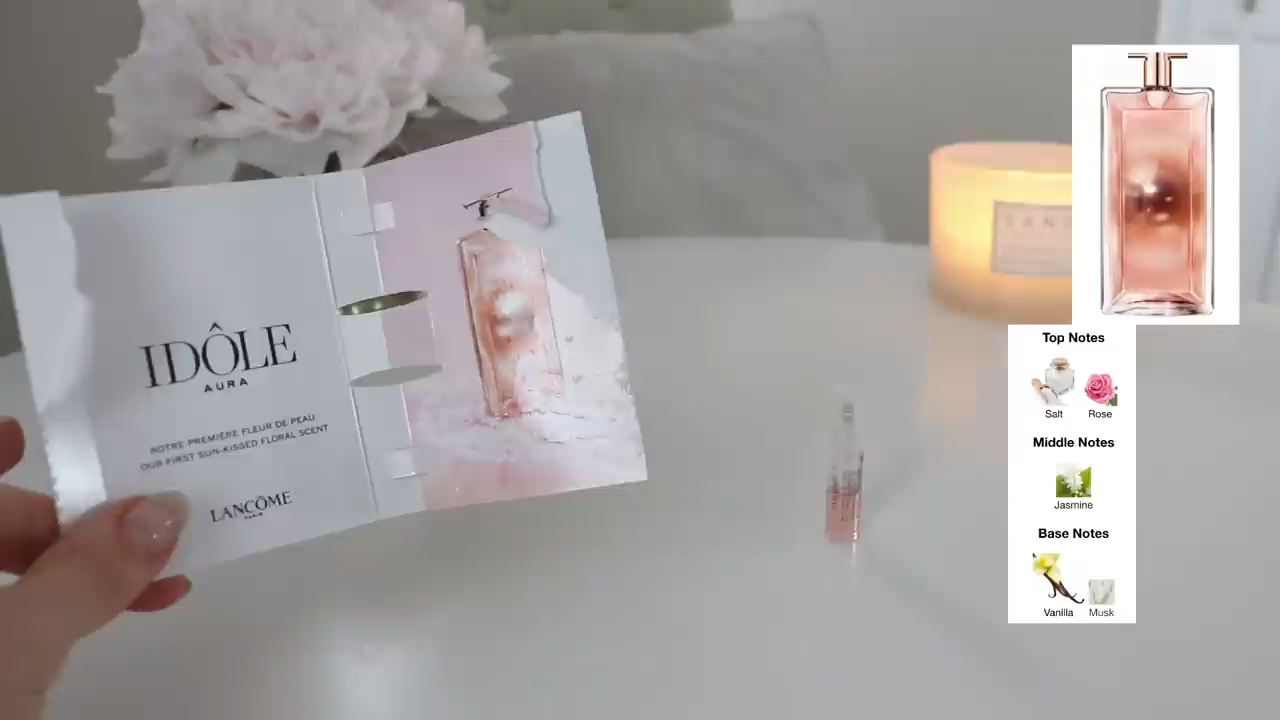 IDÔLE
AURA
NOTRE PREMIÈRE FLEUR DE PEAU
OUR FIRST SUN-KISSED FLORAL SCENT
LANCÔME
PARIS
Top Notes
Salt Rose
Middle Notes
Jasmine
Base Notes
Vanilla Musk